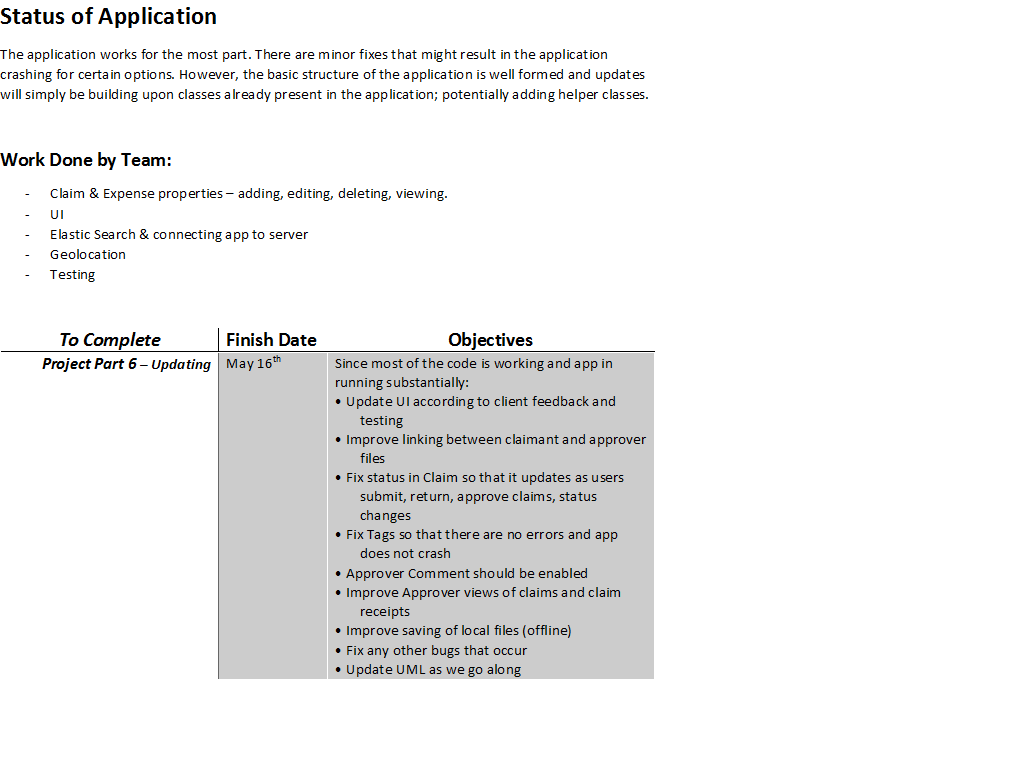 Status of Application
The application works for the most part. There are minor fixes that might result in the application
crashing for certain options. However, the basic structure of the application is well formed and updates
will simply be building upon classes already present in the application; potentially adding helper classes.
Work Done by Team:
- Claim & Expense properties – adding, editing, deleting, viewing.
- UI
- Elastic Search & connecting app to server
- Geolocation
- Testing
To Complete Finish Date Objectives
Project Part 6 – Updating May 16th Since most of the code is working and app in
running substantially:
• Update UI according to client feedback and
testing
• Improve linking between claimant and approver
files
• Fix status in Claim so that it updates as users
submit, return, approve claims, status
changes
• Fix Tags so that there are no errors and app
does not crash
• Approver Comment should be enabled
• Improve Approver views of claims and claim
receipts
• Improve saving of local files (offline)
• Fix any other bugs that occur
• Update UML as we go along